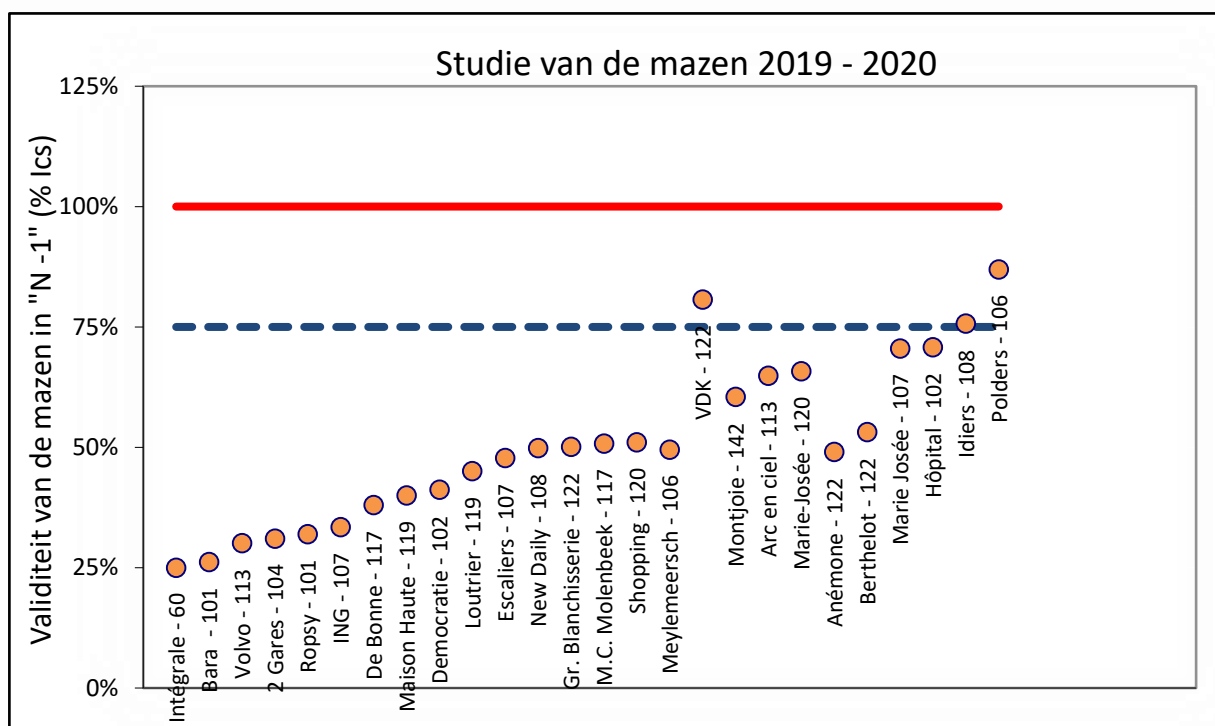 Studie van de mazen 2019 - 2020
Validiteit van de mazen in "N -1" (% Ics)
125%
100%
75%
50%
25%
0%
Intégrale - 60
Bara - 101
Volvo - 113
2 Gares - 104
Ropsy - 101
ING - 107
De Bonne - 117
Maison Haute - 119
Democratie - 102
Loutrier - 119
Escaliers - 107
New Daily - 108
Gr. Blanchisserie - 122
M.C. Molenbeek - 117
Shopping - 120
Meylemeersch - 106
VDK - 122
Montjoie - 142
Arc en ciel - 113
Marie-Josée - 120
Anémone - 122
Berthelot - 122
Marie Josée - 107
Hôpital - 102
Idiers - 108
Polders - 106